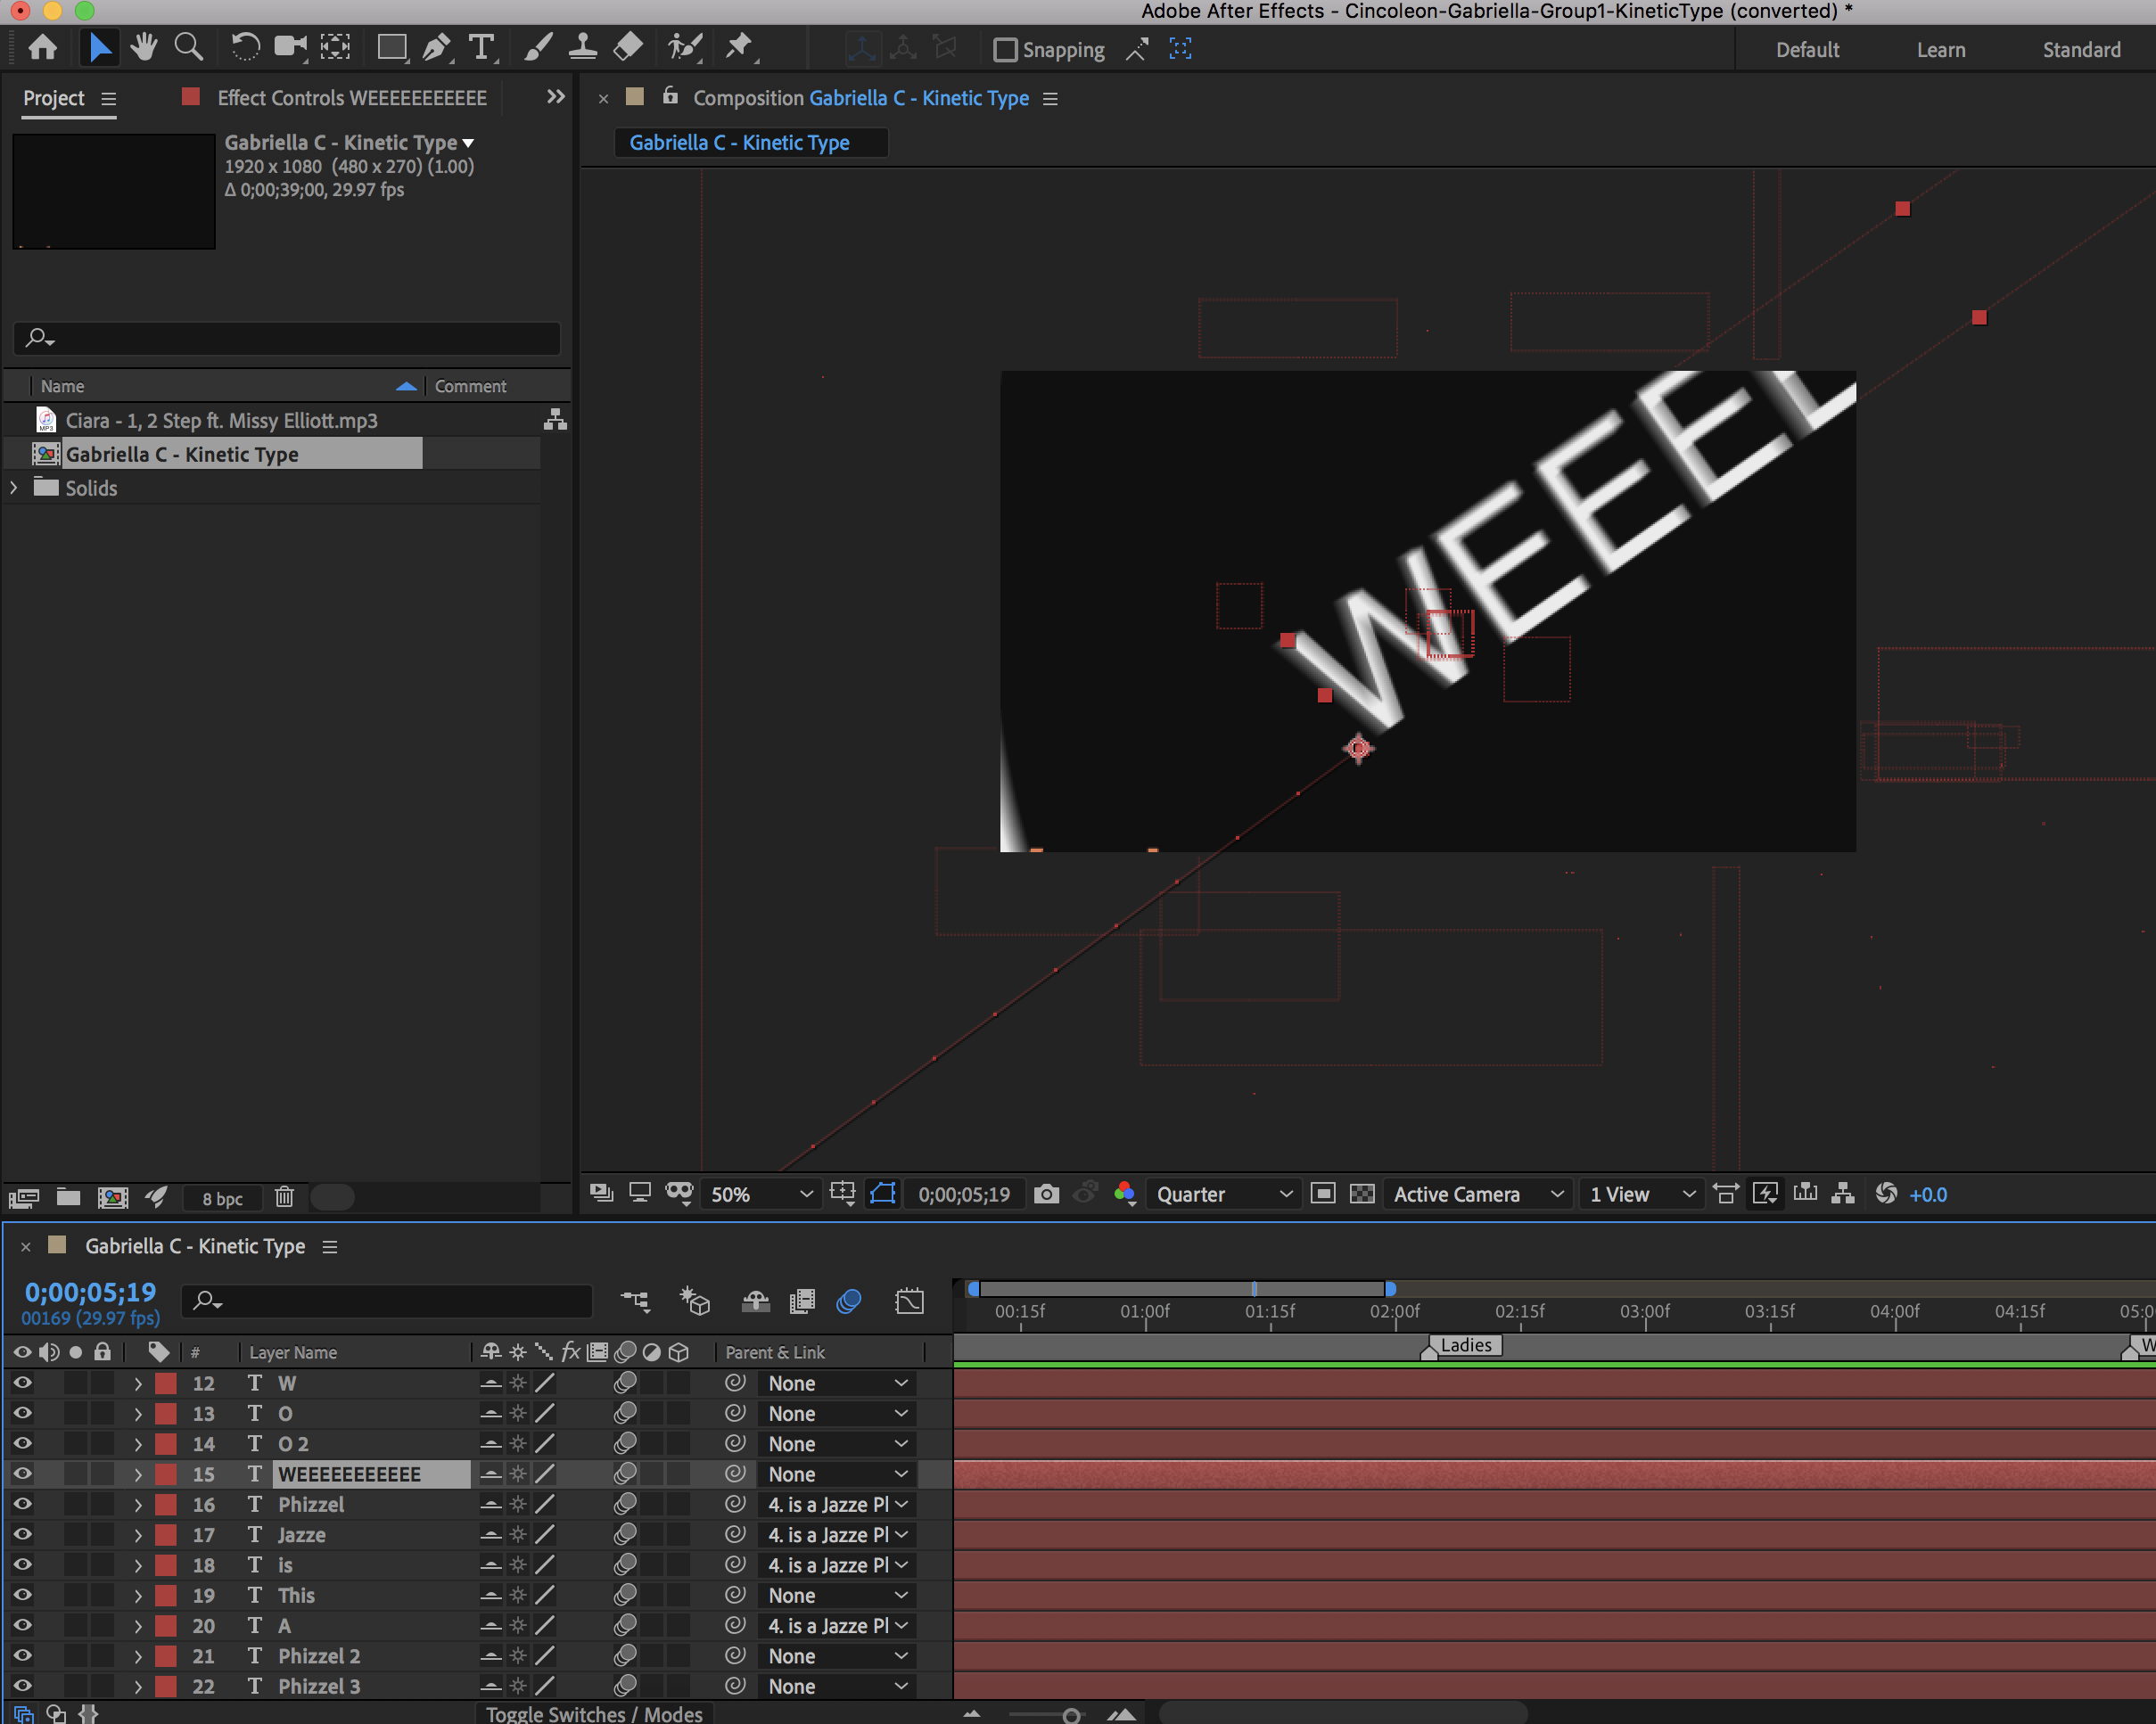 Adobe After Effects - Cincoleon-Gabriella-Group1-KineticType (converted) *
Snapping
Default Learn Standard
Project
Effect Controls WEEEEEEEEEEE
Composition Gabriella C - Kinetic Type
Gabriella C - Kinetic Type
Gabriella C - Kinetic Type
1920 x 1080 (480 x 270) (1.00)
Δ 0;00;39;00, 29.97 fps
Name Comment
Ciara - 1, 2 Step ft. Missy Elliott.mp3
Gabriella C - Kinetic Type
Solids
WEEEE
8 bpc
50% 0;00;05;19 Quarter Active Camera 1 View +0.0
Gabriella C - Kinetic Type
0;00;05;19
00169 (29.97 fps)
00:15f 01:00f 01:15f 02:00f 02:15f 03:00f 03:15f 04:00f 04:15f 05:0
Ladies W
# Layer Name fx Parent & Link
12 T W None
13 T O None
14 T O 2 None
15 T WEEEEEEEEEEE None
16 T Phizzel 4. is a Jazze Pl
17 T Jazze 4. is a Jazze Pl
18 T is 4. is a Jazze Pl
19 T This None
20 T A 4. is a Jazze Pl
21 T Phizzel 2 None
22 T Phizzel 3 None
Toggle Switches / Modes